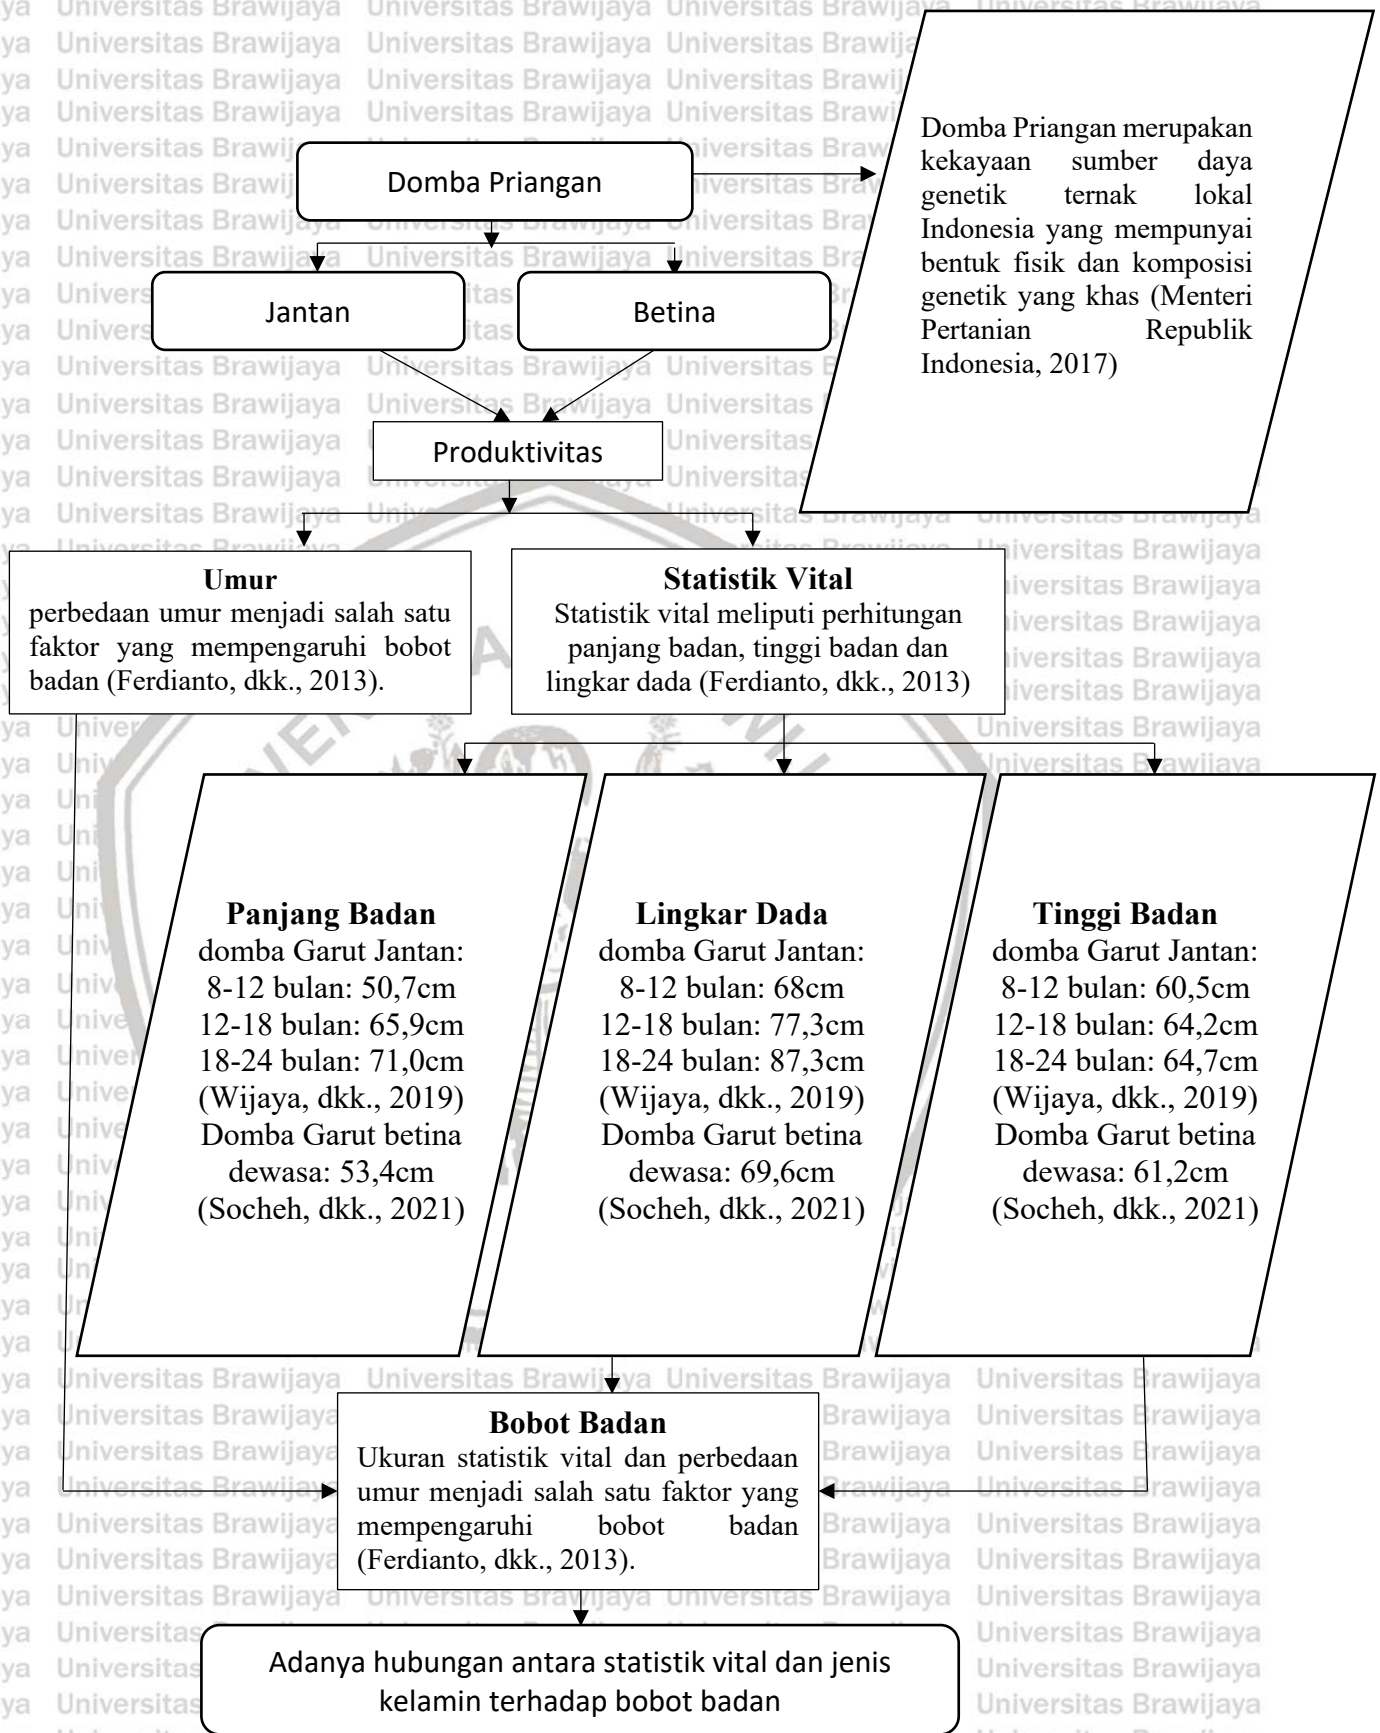 Domba Priangan
Domba Priangan merupakan
kekayaan sumber daya
genetik ternak lokal
Indonesia yang mempunyai
bentuk fisik dan komposisi
genetik yang khas (Menteri
Pertanian Republik
Indonesia, 2017)
Jantan
Betina
Produktivitas
Umur
perbedaan umur menjadi salah satu
faktor yang mempengaruhi bobot
badan (Ferdianto, dkk., 2013).
Statistik Vital
Statistik vital meliputi perhitungan
panjang badan, tinggi badan dan
lingkar dada (Ferdianto, dkk., 2013)
Panjang Badan
domba Garut Jantan:
8-12 bulan: 50,7cm
12-18 bulan: 65,9cm
18-24 bulan: 71,0cm
(Wijaya, dkk., 2019)
Domba Garut betina
dewasa: 53,4cm
(Socheh, dkk., 2021)
Lingkar Dada
domba Garut Jantan:
8-12 bulan: 68cm
12-18 bulan: 77,3cm
18-24 bulan: 87,3cm
(Wijaya, dkk., 2019)
Domba Garut betina
dewasa: 69,6cm
(Socheh, dkk., 2021)
Tinggi Badan
domba Garut Jantan:
8-12 bulan: 60,5cm
12-18 bulan: 64,2cm
18-24 bulan: 64,7cm
(Wijaya, dkk., 2019)
Domba Garut betina
dewasa: 61,2cm
(Socheh, dkk., 2021)
Bobot Badan
Ukuran statistik vital dan perbedaan
umur menjadi salah satu faktor yang
mempengaruhi bobot badan
(Ferdianto, dkk., 2013).
Adanya hubungan antara statistik vital dan jenis
kelamin terhadap bobot badan